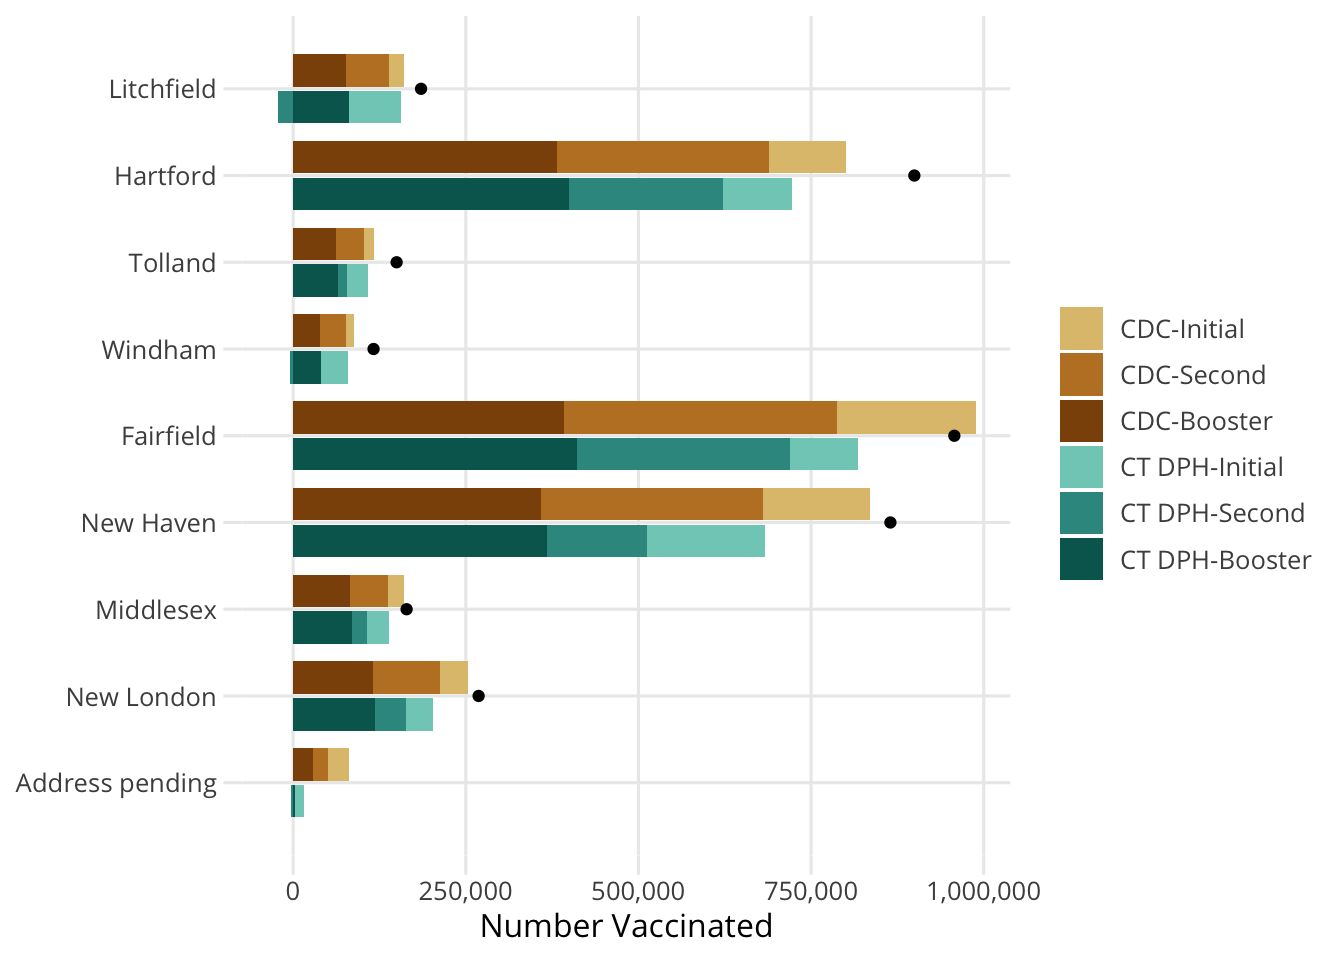 Litchfield
Hartford
Tolland
Windham
Fairfield
New Haven
Middlesex
New London
Address pending
0
250,000
500,000
750,000
1,000,000
Number Vaccinated
CDC-Initial
CDC-Second
CDC-Booster
CT DPH-Initial
CT DPH-Second
CT DPH-Booster